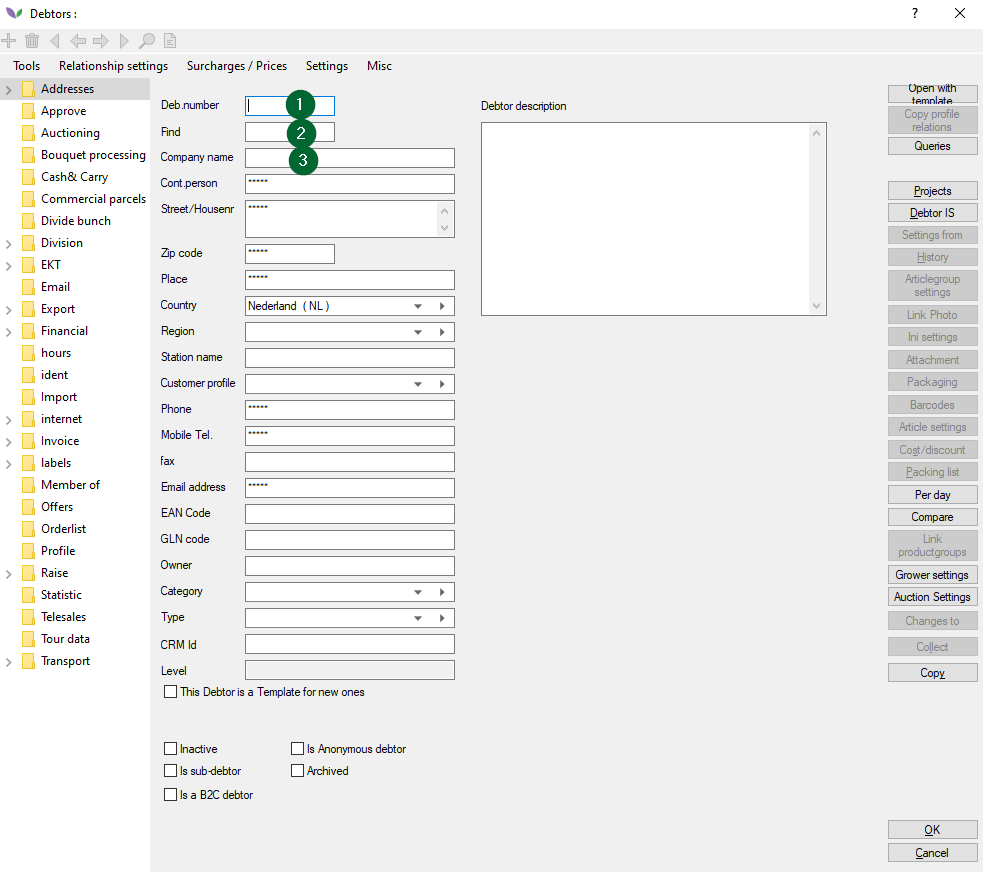 Debtors :
?
Tools Relationship settings Surcharges / Prices Settings Misc
Addresses
Approve
Auctioning
Bouquet processing
Cash& Carry
Commercial parcels
Divide bunch
Division
EKT
Email
Export
Financial
hours
ident
Import
internet
Invoice
labels
Member of
Offers
Orderlist
Profile
Raise
Statistic
Telesales
Tour data
Transport
Deb.number 1
Find 2
Company name 3
Cont.person *****
Street/Housenr *****
Zip code *****
Place *****
Country Nederland ( NL )
Region
Station name
Customer profile
Phone *****
Mobile Tel. *****
fax
Email address *****
EAN Code
GLN code
Owner
Category
Type
CRM Id
Level
This Debtor is a Template for new ones
Inactive Is Anonymous debtor
Is sub-debtor Archived
Is a B2C debtor
Debtor description
Open with
template
Copy profile
relations
Queries
Projects
Debtor IS
Settings from
History
Articlegroup
settings
Link Photo
Ini settings
Attachment
Packaging
Barcodes
Article settings
Cost/discount
Packing list
Per day
Compare
Link
productgroups
Grower settings
Auction Settings
Changes to
Collect
Copy
OK
Cancel